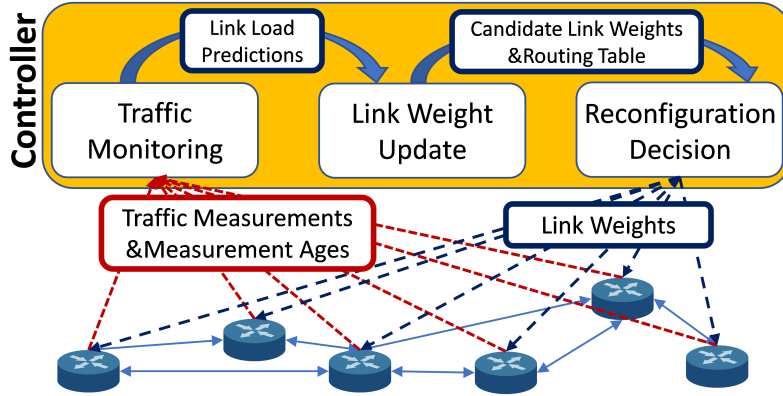 Controller
Link Load
Predictions
Candidate Link Weights
&Routing Table
Traffic
Monitoring
Link Weight
Update
Reconfiguration
Decision
Traffic Measurements
&Measurement Ages
Link Weights